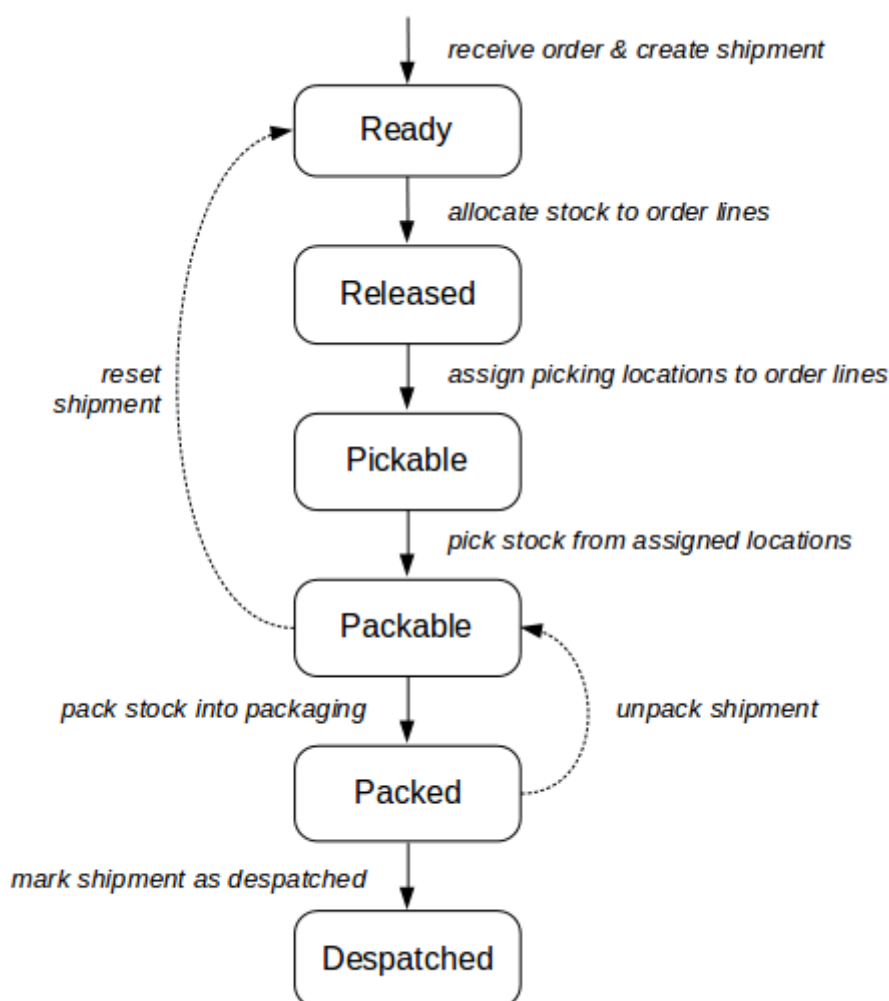 receive order & create shipment
Ready
allocate stock to order lines
Released
reset
shipment
assign picking locations to order lines
Pickable
pick stock from assigned locations
Packable
pack stock into packaging
unpack shipment
Packed
mark shipment as despatched
Despatched